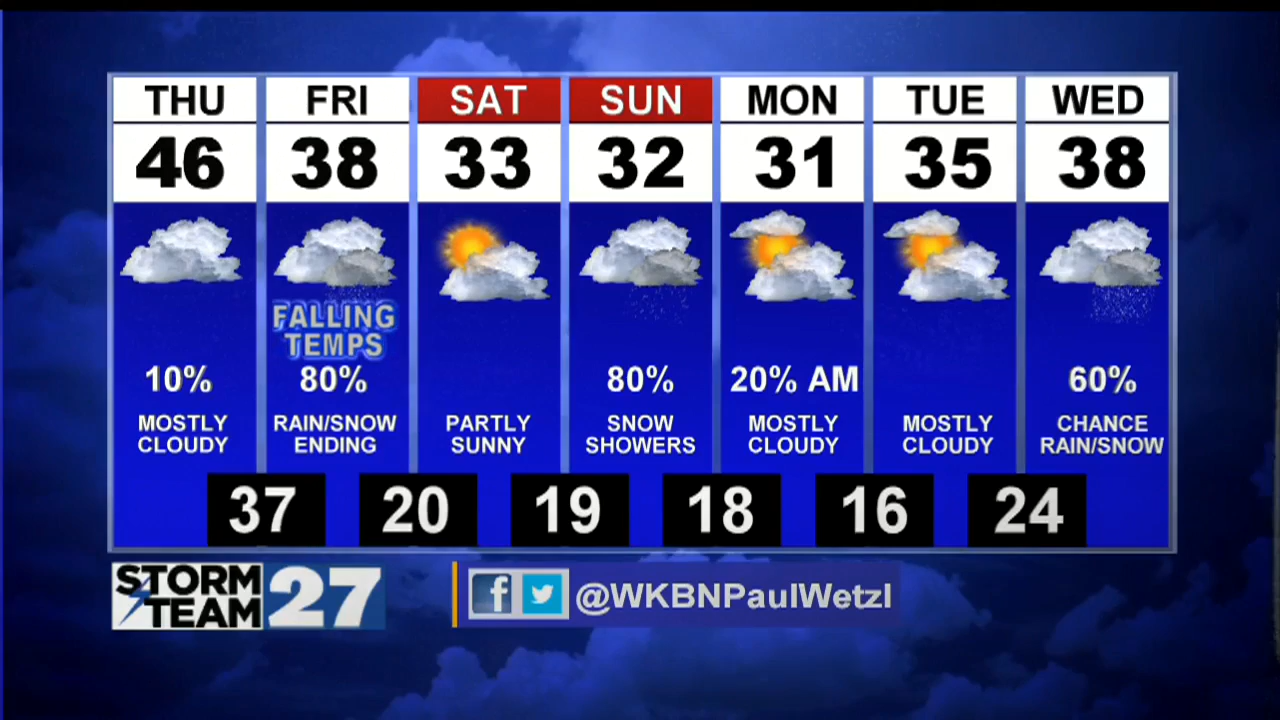 THU FRI SAT SUN MON TUE WED
46 38 33 32 31 35 38
FALLING
TEMPS
10% 80% 80% 20% AM 60%
MOSTLY RAIN/SNOW PARTLY SNOW MOSTLY MOSTLY CHANCE
CLOUDY ENDING SUNNY SHOWERS CLOUDY CLOUDY RAIN/SNOW
37 20 19 18 16 24
STORM
TEAM
27
f @WKBNPaulWetzl